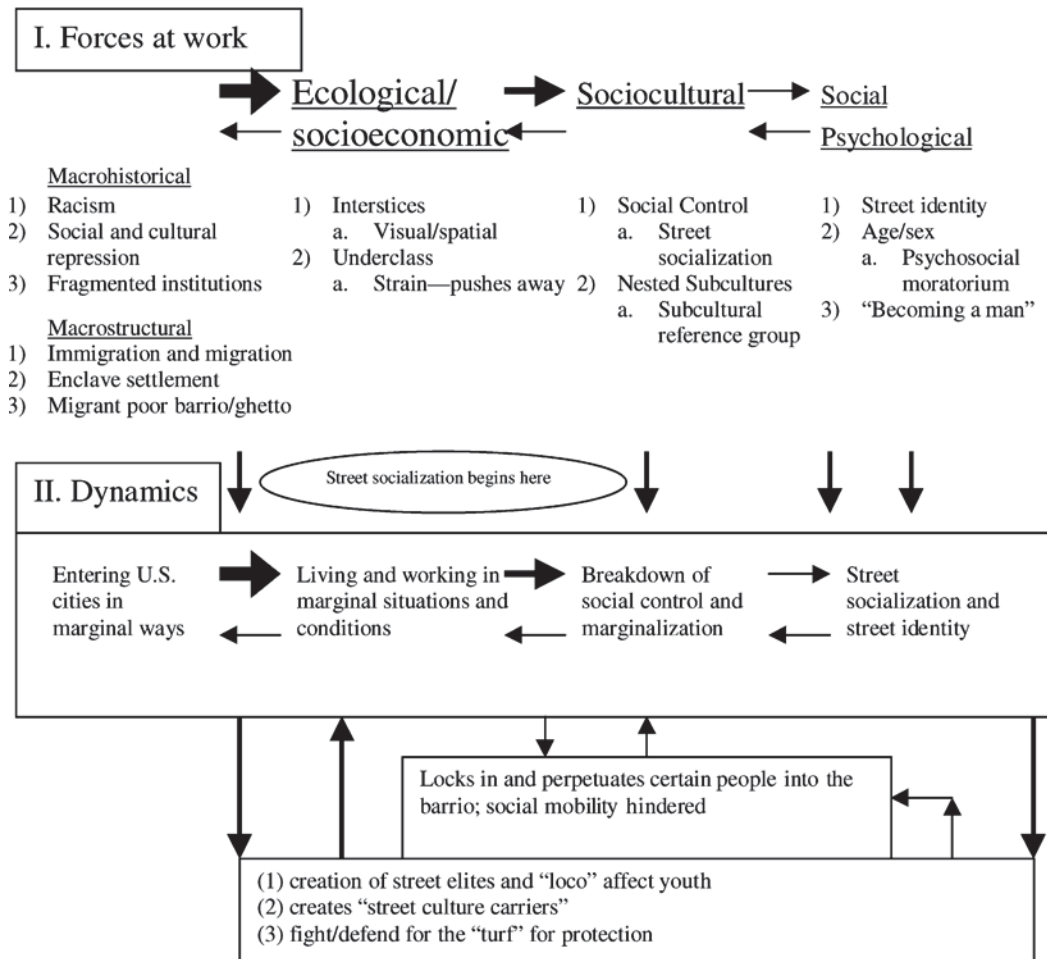 I. Forces at work
Ecological/
socioeconomic
Sociocultural
Social
Psychological
Macrohistorical
1) Racism
2) Social and cultural
repression
3) Fragmented institutions
Macrostructural
1) Immigration and migration
2) Enclave settlement
3) Migrant poor barrio/ghetto
1) Interstices
a. Visual/spatial
2) Underclass
a. Strain—pushes away
1) Social Control
a. Street
socialization
2) Nested Subcultures
a. Subcultural
reference group
1) Street identity
2) Age/sex
a. Psychosocial
moratorium
3) “Becoming a man”
Street socialization begins here
II. Dynamics
Entering U.S.
cities in
marginal ways
Living and working in
marginal situations and
conditions
Breakdown of
social control and
marginalization
Street
socialization and
street identity
Locks in and perpetuates certain people into the
barrio; social mobility hindered
(1) creation of street elites and “loco” affect youth
(2) creates “street culture carriers”
(3) fight/defend for the “turf” for protection